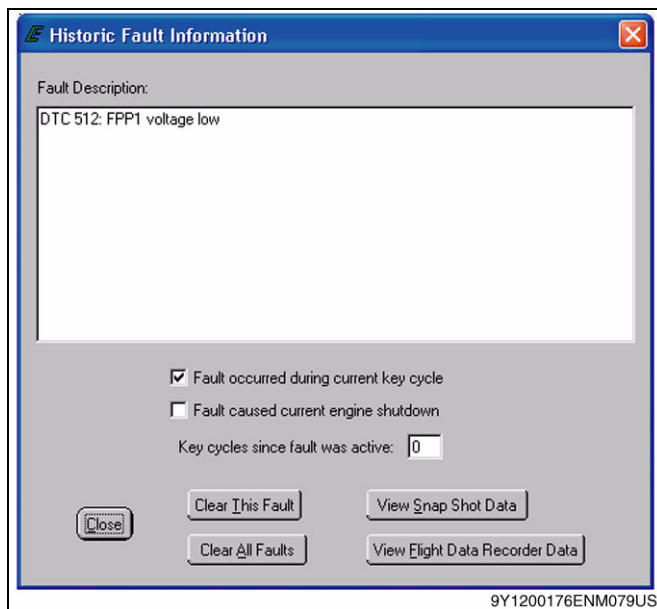 E Historic Fault Information
Fault Description:
DTC 512: FPP1 voltage low
Fault occurred during current key cycle
Fault caused current engine shutdown
Key cycles since fault was active: 0
Close
Clear This Fault
View Snap Shot Data
Clear All Faults
View Flight Data Recorder Data
9Y1200176ENM079US